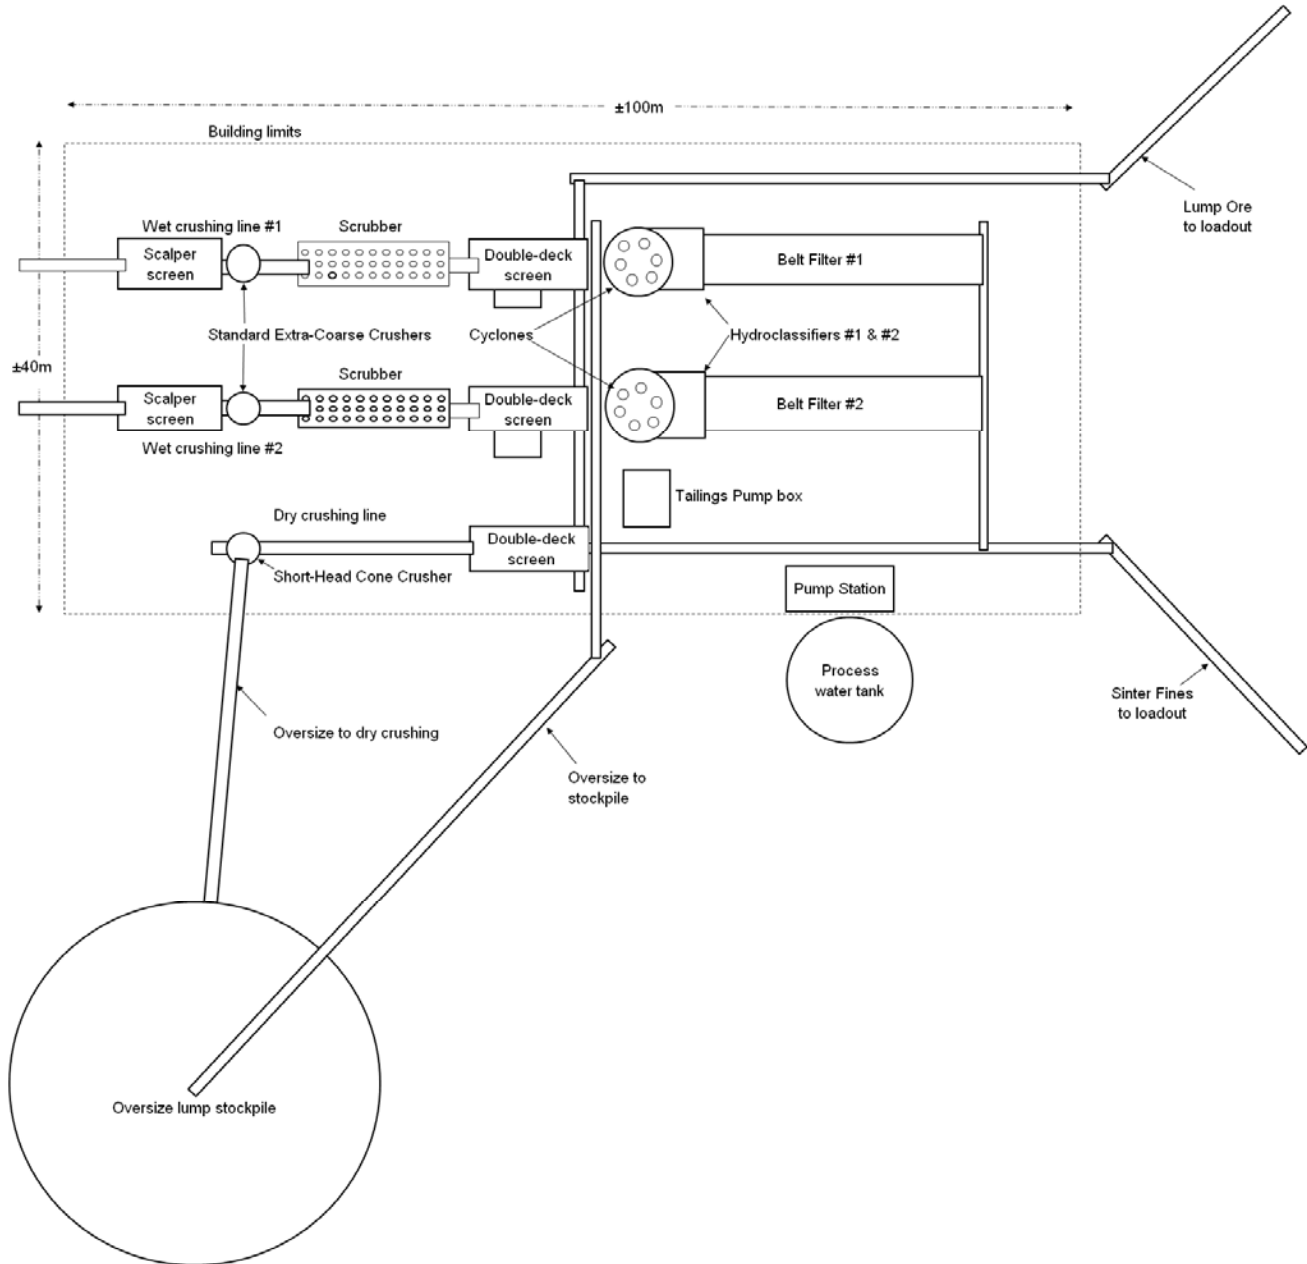 ±100m
Building limits
Wet crushing line #1
Scrubber
Lump Ore
to loadout
Scalper
screen
Double-deck
screen
Belt Filter #1
Standard Extra-Coarse Crushers
Cyclones
Hydroclassifiers #1 & #2
±40m
Scrubber
Scalper
screen
Double-deck
screen
Belt Filter #2
Wet crushing line #2
Tailings Pump box
Dry crushing line
Double-deck
screen
Short-Head Cone Crusher
Pump Station
Process
water tank
Sinter Fines
to loadout
Oversize to dry crushing
Oversize to
stockpile
Oversize lump stockpile